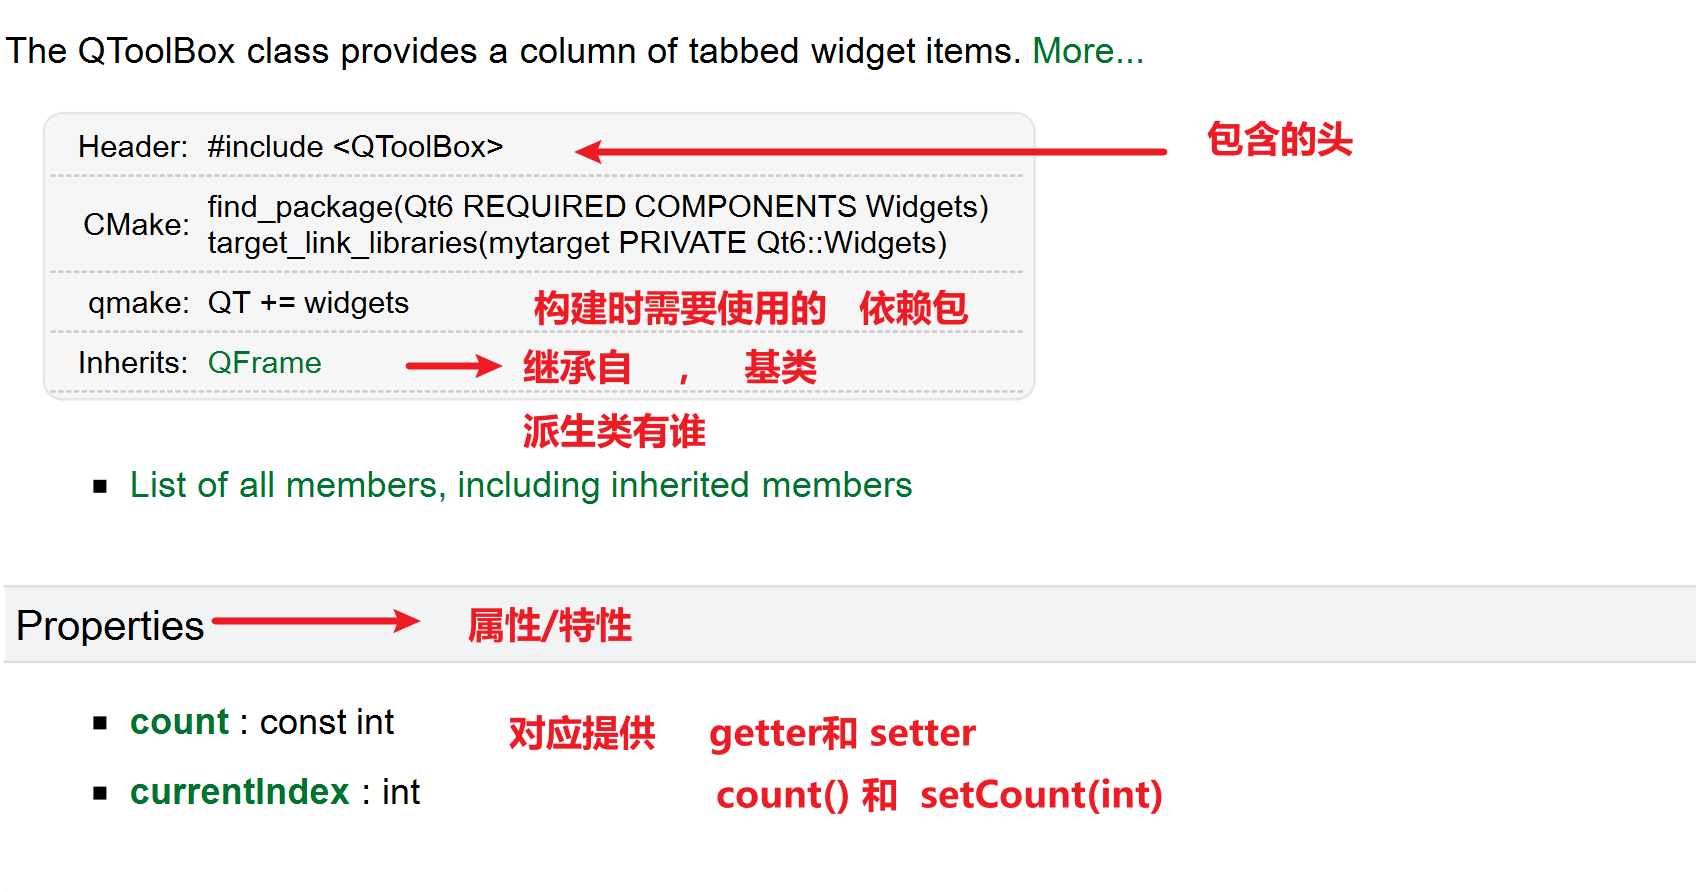 The QToolBox class provides a column of tabbed widget items. More...
Header: #include <QToolBox>
包含的头
CMake: find_package(Qt6 REQUIRED COMPONENTS Widgets)
target_link_libraries(mytarget PRIVATE Qt6::Widgets)
qmake: QT += widgets
构建时需要使用的 依赖包
Inherits: QFrame
继承自 , 基类
派生类有谁
List of all members, including inherited members
Properties
属性/特性
count : const int
对应提供 getter和 setter
currentIndex : int
count() 和 setCount(int)